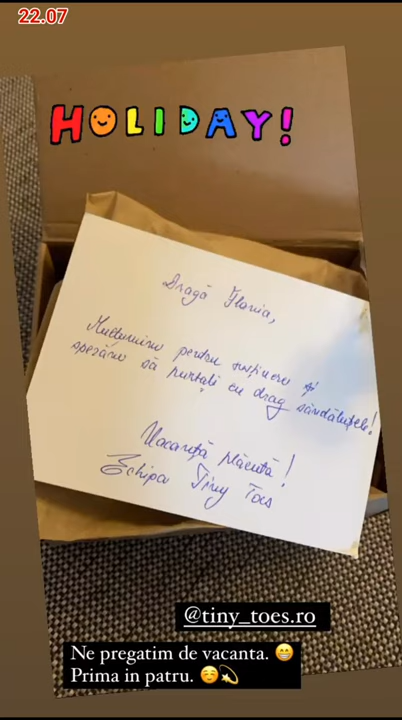 22.07
HOLIDAY!
Dragă Flavia,
Mulțumim pentru susținere și
sperăm să purtați cu drag săndăluțele!
Vacanță plăcută!
Echipa Tiny Toes
@tiny_toes.ro
Ne pregatim de vacanta. 😁
Prima in patru. ☺️💫